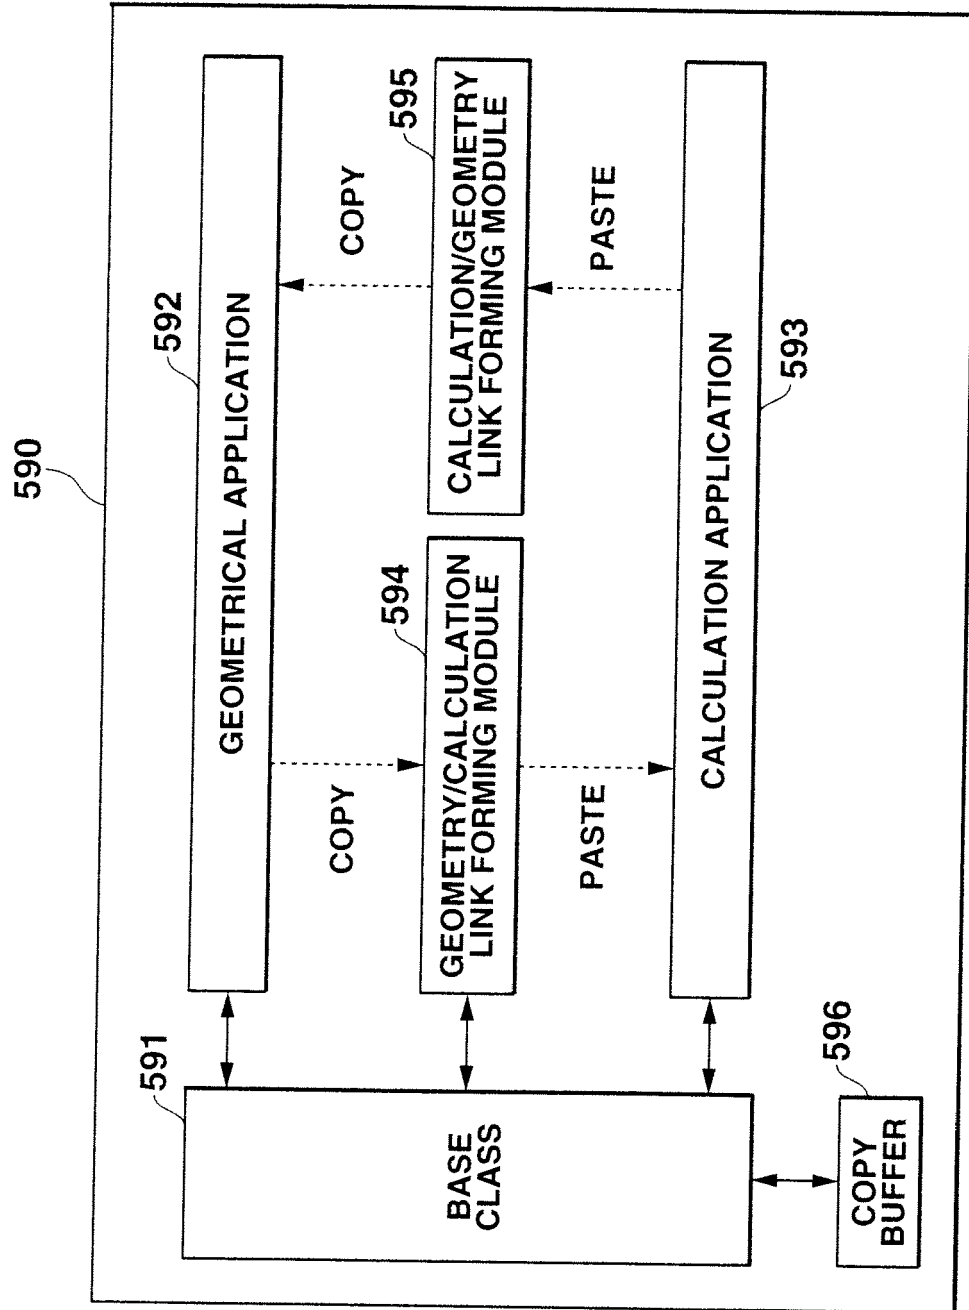 590
592
GEOMETRICAL APPLICATION
591
BASE
CLASS
COPY
COPY
594
595
GEOMETRY/CALCULATION
LINK FORMING MODULE
CALCULATION/GEOMETRY
LINK FORMING MODULE
PASTE
PASTE
CALCULATION APPLICATION
593
596
COPY
BUFFER